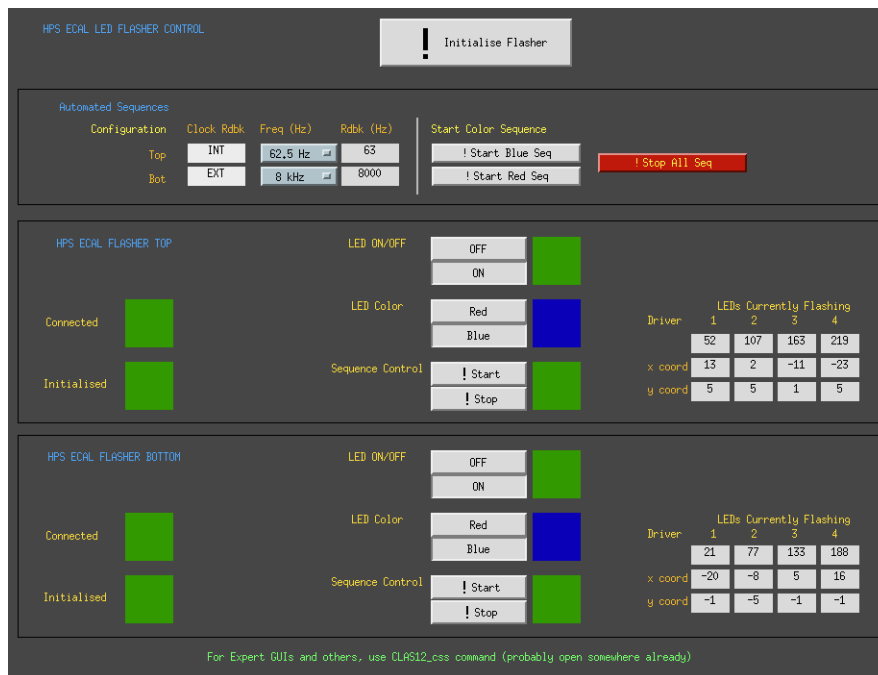 HPS ECAL LED FLASHER CONTROL
! Initialise Flasher
Automated Sequences
Configuration Clock Rdbk Freq (Hz) Rdbk (Hz) Start Color Sequence
Top INT 62.5 Hz 63 ! Start Blue Seq
! Stop All Seq
Bot EXT 8 kHz 8000 ! Start Red Seq
HPS ECAL FLASHER TOP LED ON/OFF OFF
ON
LED Color Red
Blue
Connected
Sequence Control ! Start
! Stop
Initialised
LEDs Currently Flashing
Driver 1 2 3 4
52 107 163 219
x coord 13 2 -11 -23
y coord 5 5 1 5
HPS ECAL FLASHER BOTTOM LED ON/OFF OFF
ON
LED Color Red
Blue
Connected
Sequence Control ! Start
! Stop
Initialised
LEDs Currently Flashing
Driver 1 2 3 4
21 77 133 188
x coord -20 -8 5 16
y coord -1 -5 -1 -1
For Expert GUIs and others, use CLAS12_css command (probably open somewhere already)